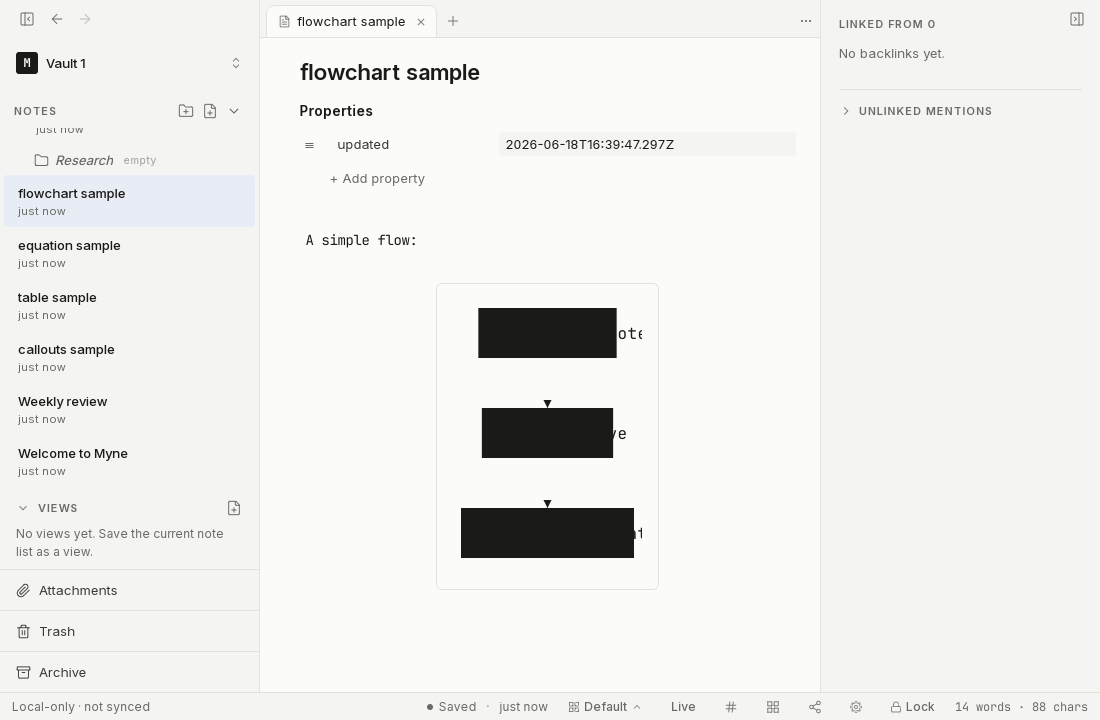 M Vault 1
NOTES
just now
Research empty
flowchart sample
just now
equation sample
just now
table sample
just now
callouts sample
just now
Weekly review
just now
Welcome to Myne
just now
VIEWS
No views yet. Save the current note
list as a view.
Attachments
Trash
Archive
Local-only · not synced
flowchart sample
flowchart sample
Properties
updated 2026-06-18T16:39:47.297Z
+ Add property
A simple flow:
LINKED FROM 0
No backlinks yet.
UNLINKED MENTIONS
Saved · just now
Default
Live
Lock
14 words · 88 chars